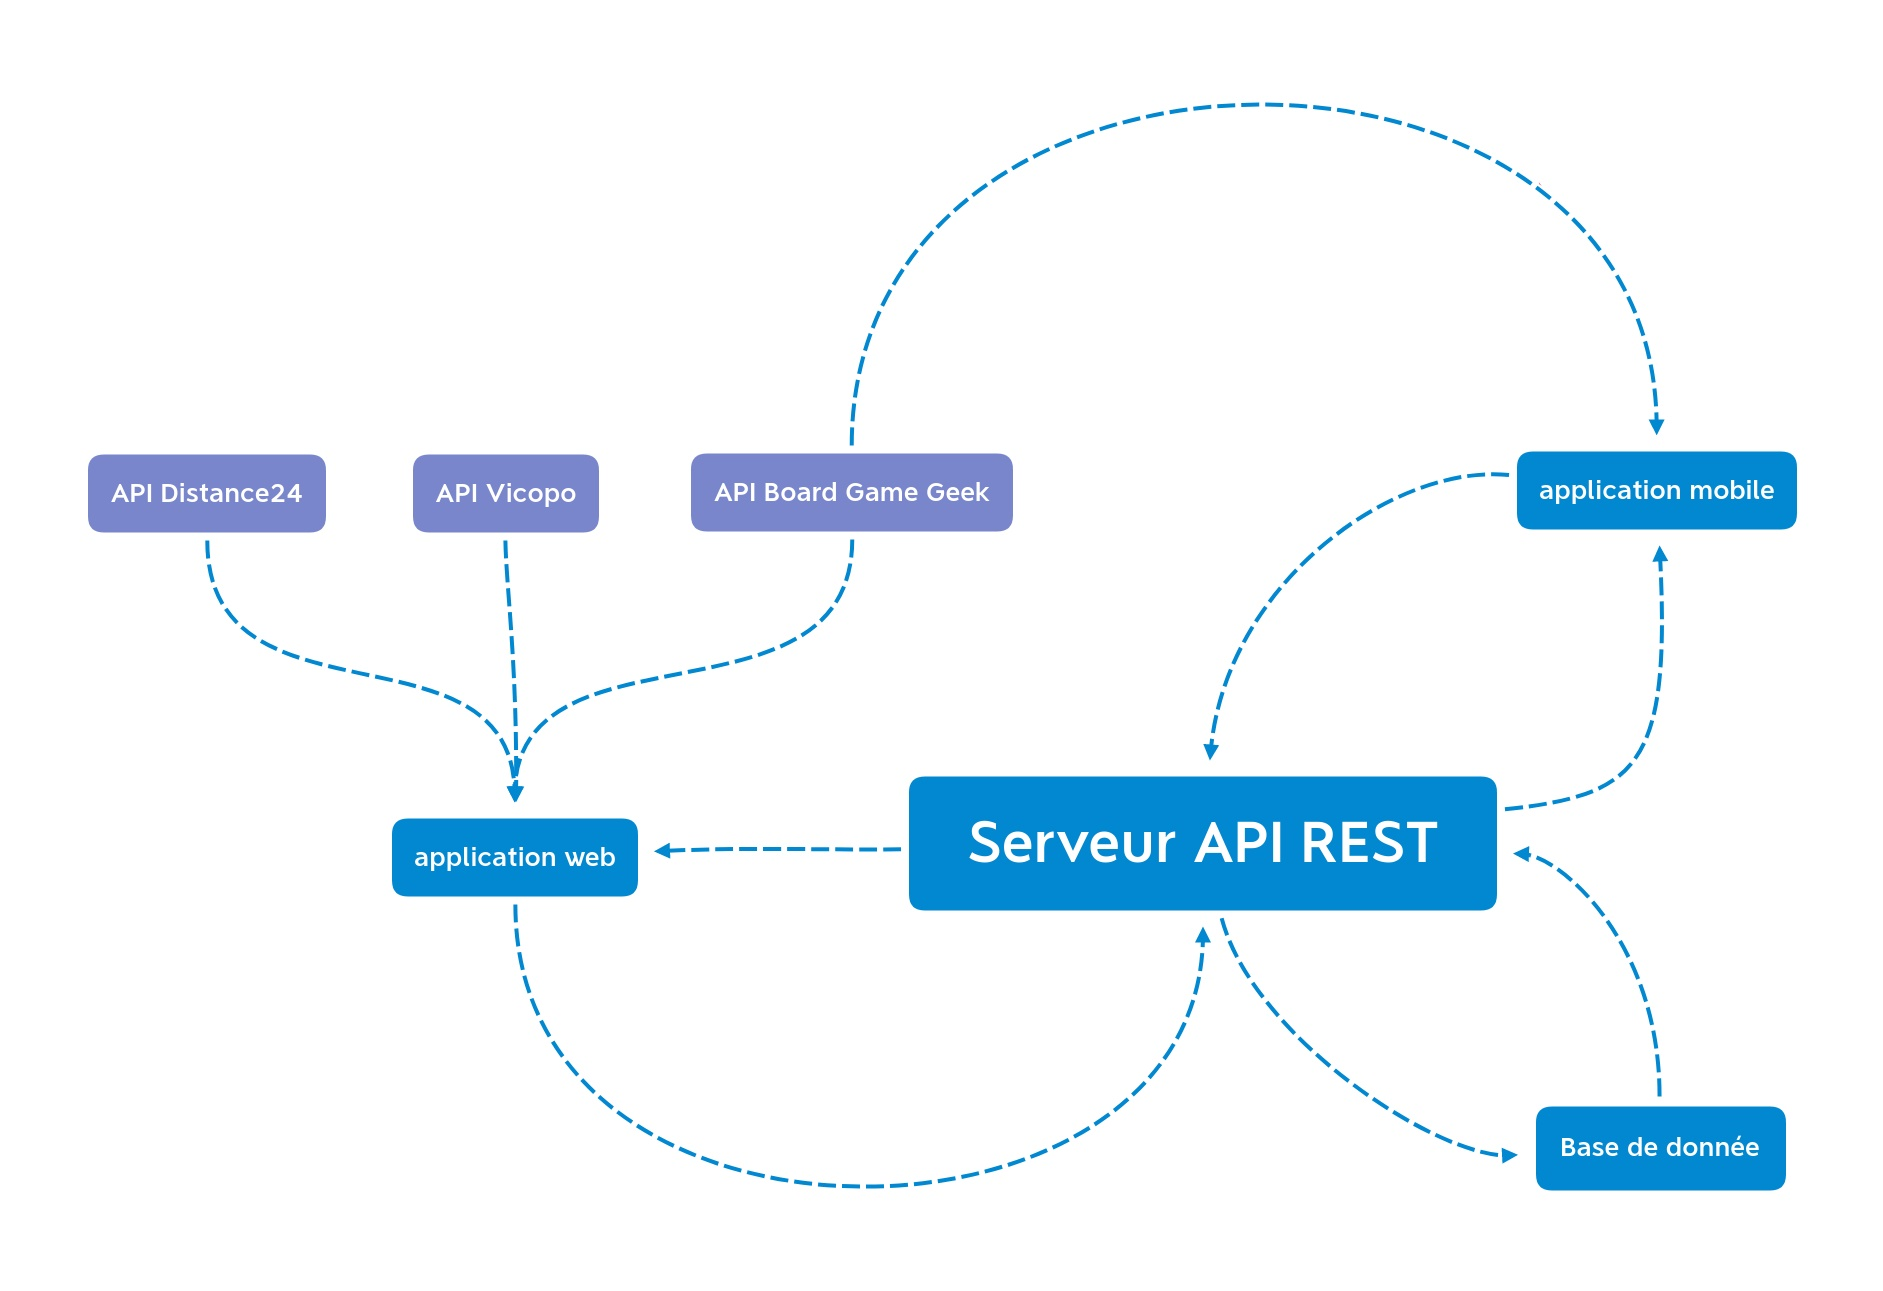 API Distance24
API Vicopo
API Board Game Geek
application mobile
application web
Serveur API REST
Base de donnée